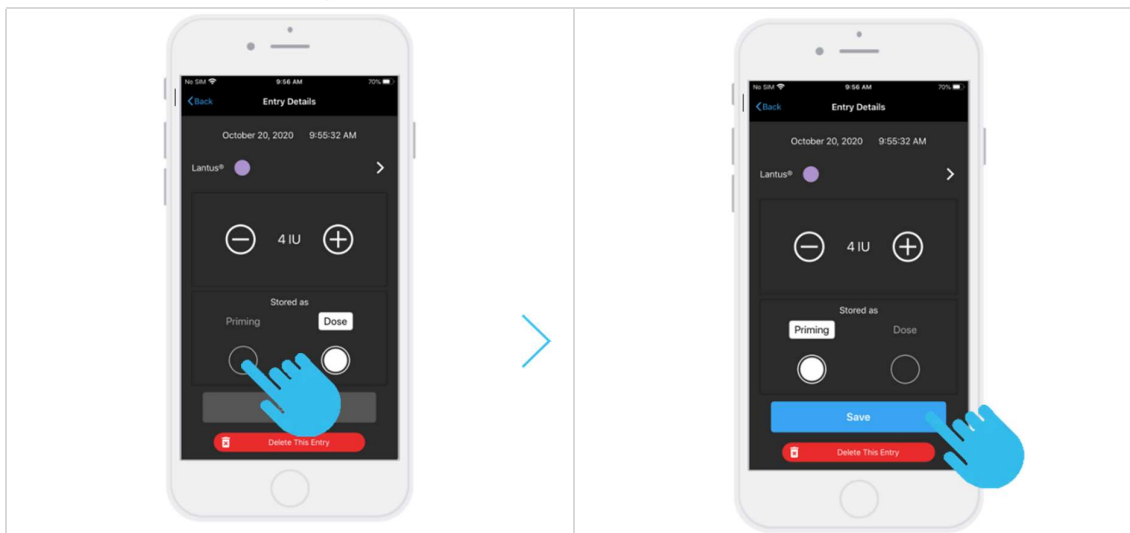 No SIM 9:56 AM 70%
Back Entry Details
October 20, 2020 9:55:32 AM
Lantus®
4 IU
Stored as
Priming Dose
Delete This Entry
No SIM 9:56 AM 70%
Back Entry Details
October 20, 2020 9:55:32 AM
Lantus®
4 IU
Stored as
Priming Dose
Save
Delete This Entry